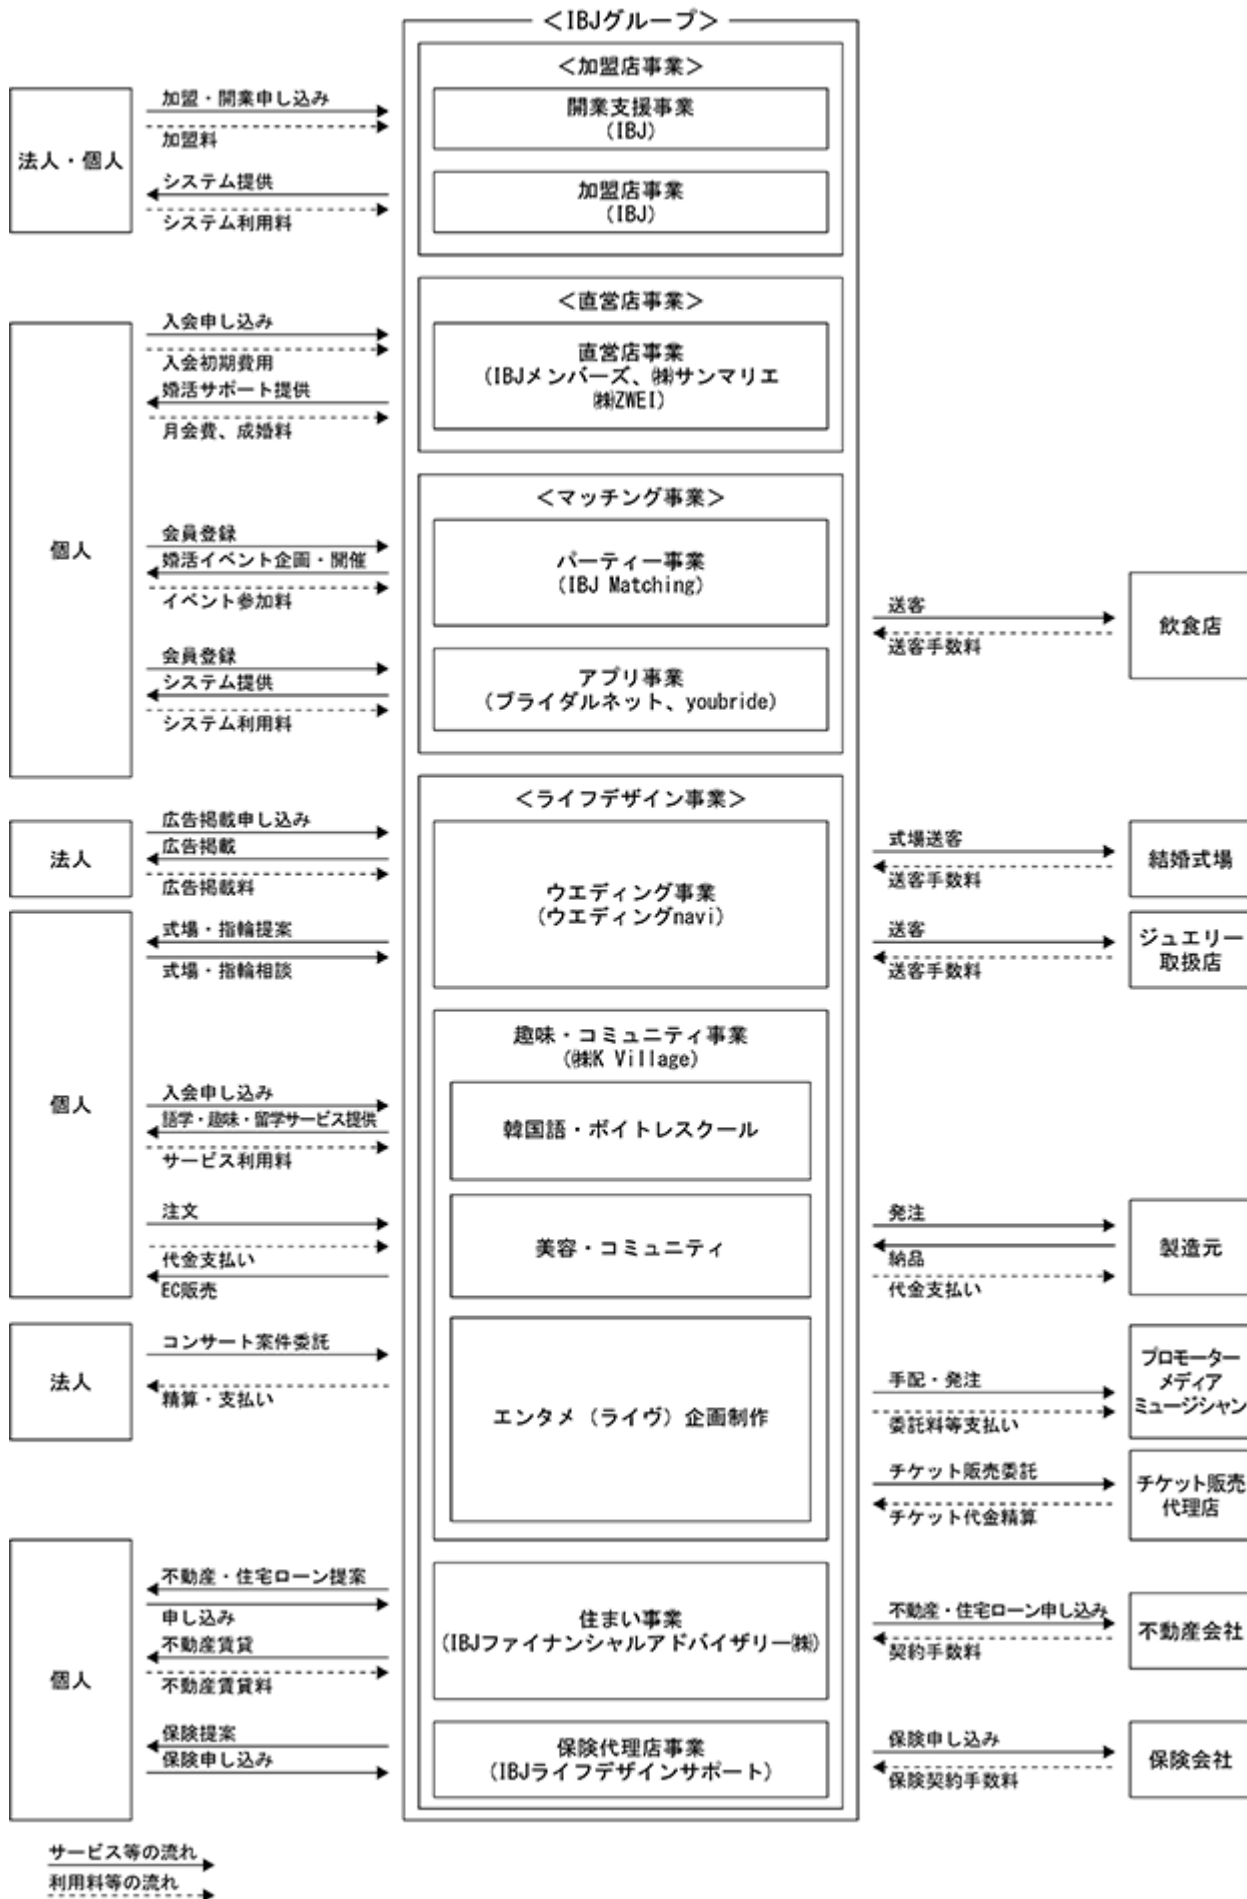 ＜IBJグループ＞
＜加盟店事業＞
法人・個人
加盟・開業申し込み
加盟料
開業支援事業
(IBJ)
システム提供
システム利用料
加盟店事業
(IBJ)
＜直営店事業＞
個人
入会申し込み
入会初期費用
婚活サポート提供
月会費、成婚料
直営店事業
(IBJメンバーズ、㈱サンマリエ
㈱ZWEI)
＜マッチング事業＞
会員登録
婚活イベント企画・開催
イベント参加料
パーティー事業
(IBJ Matching)
送客
送客手数料
飲食店
会員登録
システム提供
システム利用料
アプリ事業
(ブライダルネット、youbride)
＜ライフデザイン事業＞
法人
広告掲載申し込み
広告掲載
広告掲載料
ウエディング事業
(ウエディングnavi)
式場送客
送客手数料
結婚式場
個人
式場・指輪提案
式場・指輪相談
送客
送客手数料
ジュエリー
取扱店
趣味・コミュニティ事業
(㈱K Village)
入会申し込み
語学・趣味・留学サービス提供
サービス利用料
韓国語・ボイトレスクール
注文
代金支払い
EC販売
美容・コミュニティ
発注
納品
代金支払い
製造元
法人
コンサート案件委託
精算・支払い
エンタメ（ライヴ）企画制作
手配・発注
委託料等支払い
プロモーター
メディア
ミュージシャン
チケット販売委託
チケット代金精算
チケット販売
代理店
個人
不動産・住宅ローン提案
申し込み
不動産賃貸
不動産賃貸料
住まい事業
(IBJファイナンシャルアドバイザリー㈱)
不動産・住宅ローン申し込み
契約手数料
不動産会社
保険提案
保険申し込み
保険代理店事業
(IBJライフデザインサポート)
保険申し込み
保険契約手数料
保険会社
サービス等の流れ
利用料等の流れ